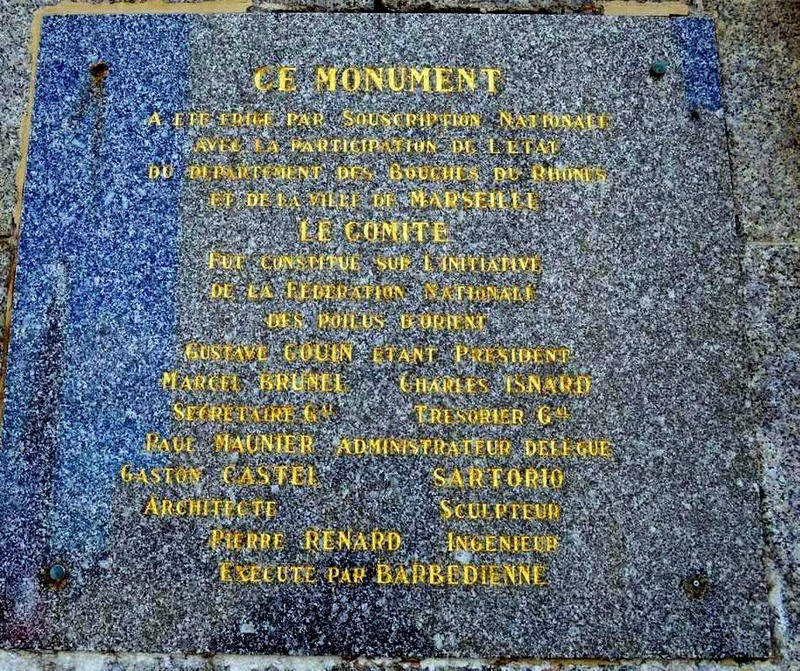 CE MONUMENT
A ETE ERIGE PAR SOUSCRIPTION NATIONALE
AVEC LA PARTICIPATION DE L'ETAT
DU DEPARTEMENT DES BOUCHES DU RHONES
ET DE LA VILLE DE MARSEILLE
LE COMITE
FUT CONSTITUE SUR L'INITIATIVE
DE LA FEDERATION NATIONALE
DES POILUS D'ORIENT
GUSTAVE GOUIN ETANT PRESIDENT
MARCEL BRUNEL CHARLES ISNARD
SECRETAIRE Gal TRESORIER Gal
PAUL MAUNIER ADMINISTRATEUR DELEGUE
GASTON CASTEL SARTORIO
ARCHITECTE SCULPTEUR
PIERRE RENARD INGENIEUR
EXECUTE PAR BARBEDIENNE